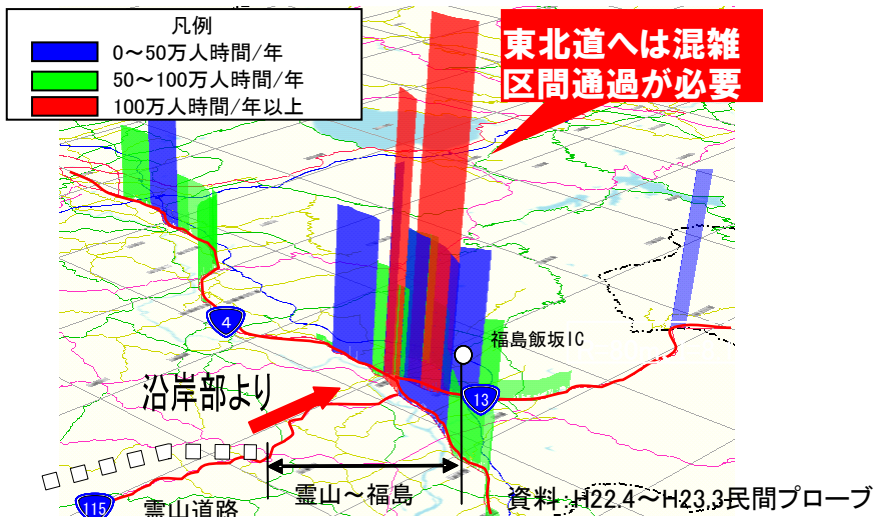 凡例
0～50万人時間/年
50～100万人時間/年
100万人時間/年以上
東北道へは混雑
区間通過が必要
4
福島飯坂IC
沿岸部より
13
霊山～福島
115
霊山道路
資料:H22.4～H23.3民間プローブ